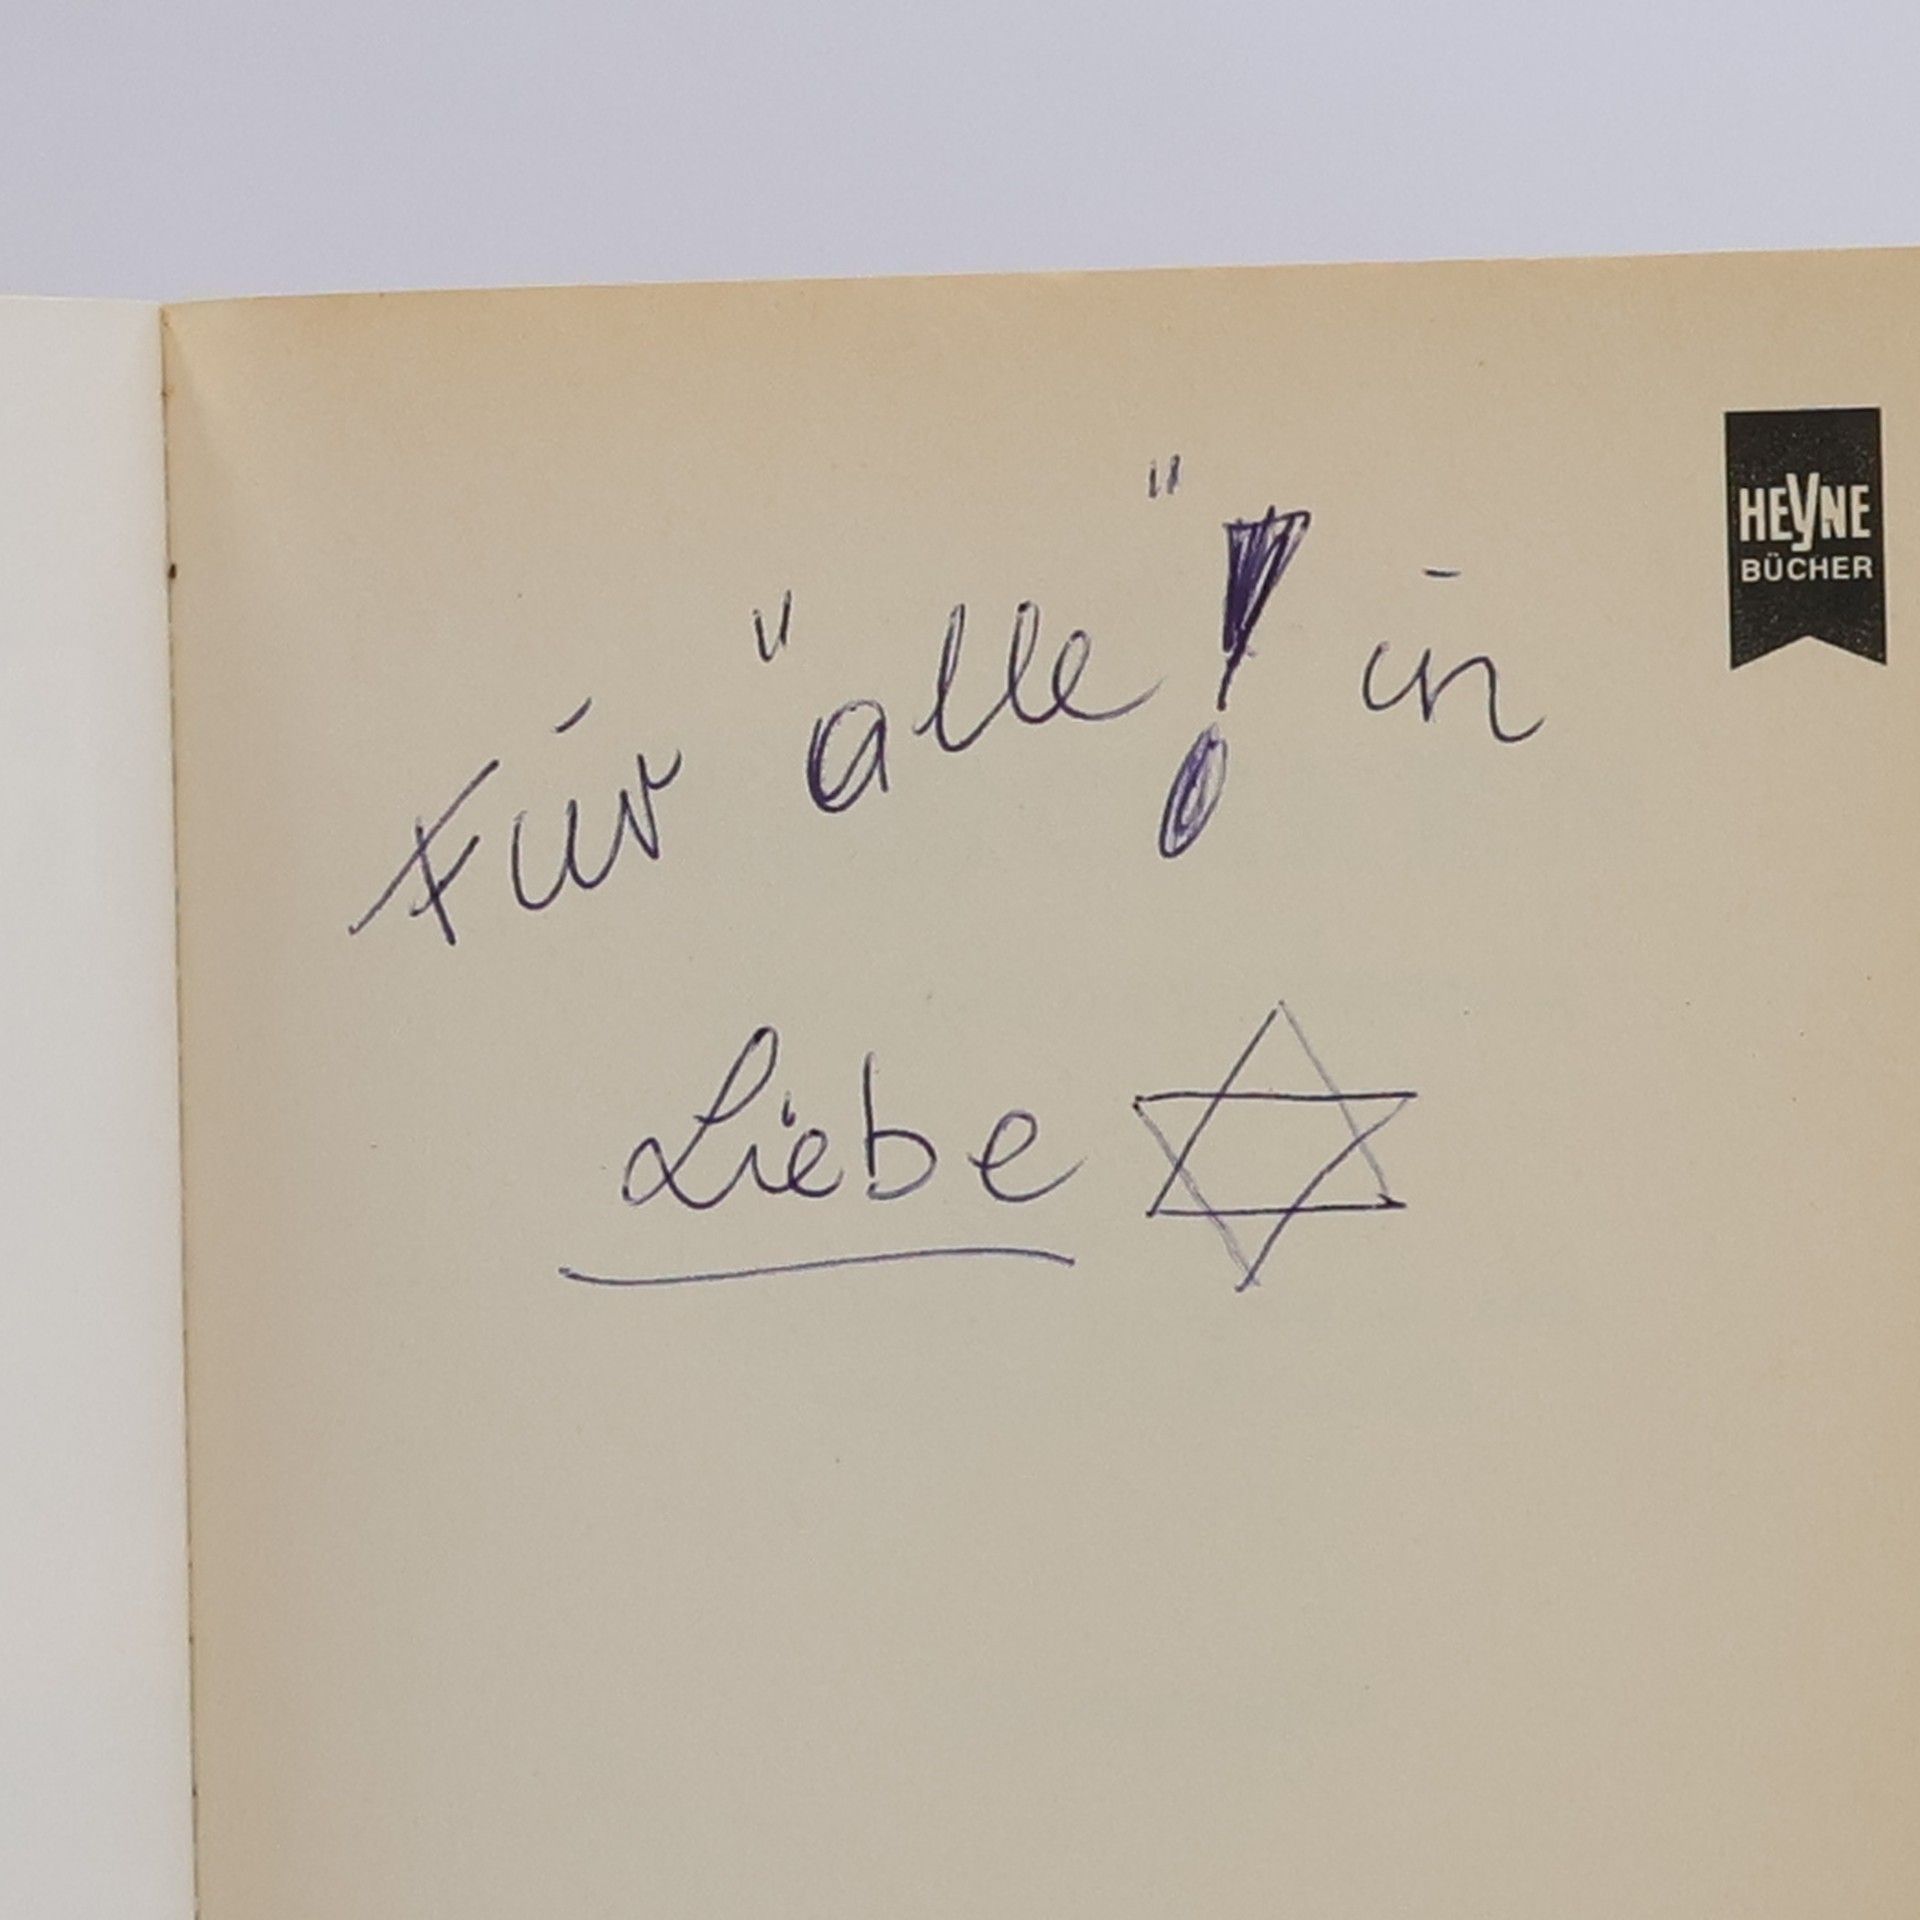 HEYNE
BÜCHER
Für "alle"! in
Liebe